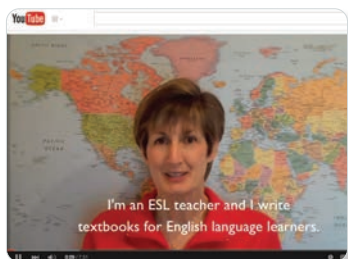 YouTube
I'm an ESL teacher and I write
textbooks for English language learners.